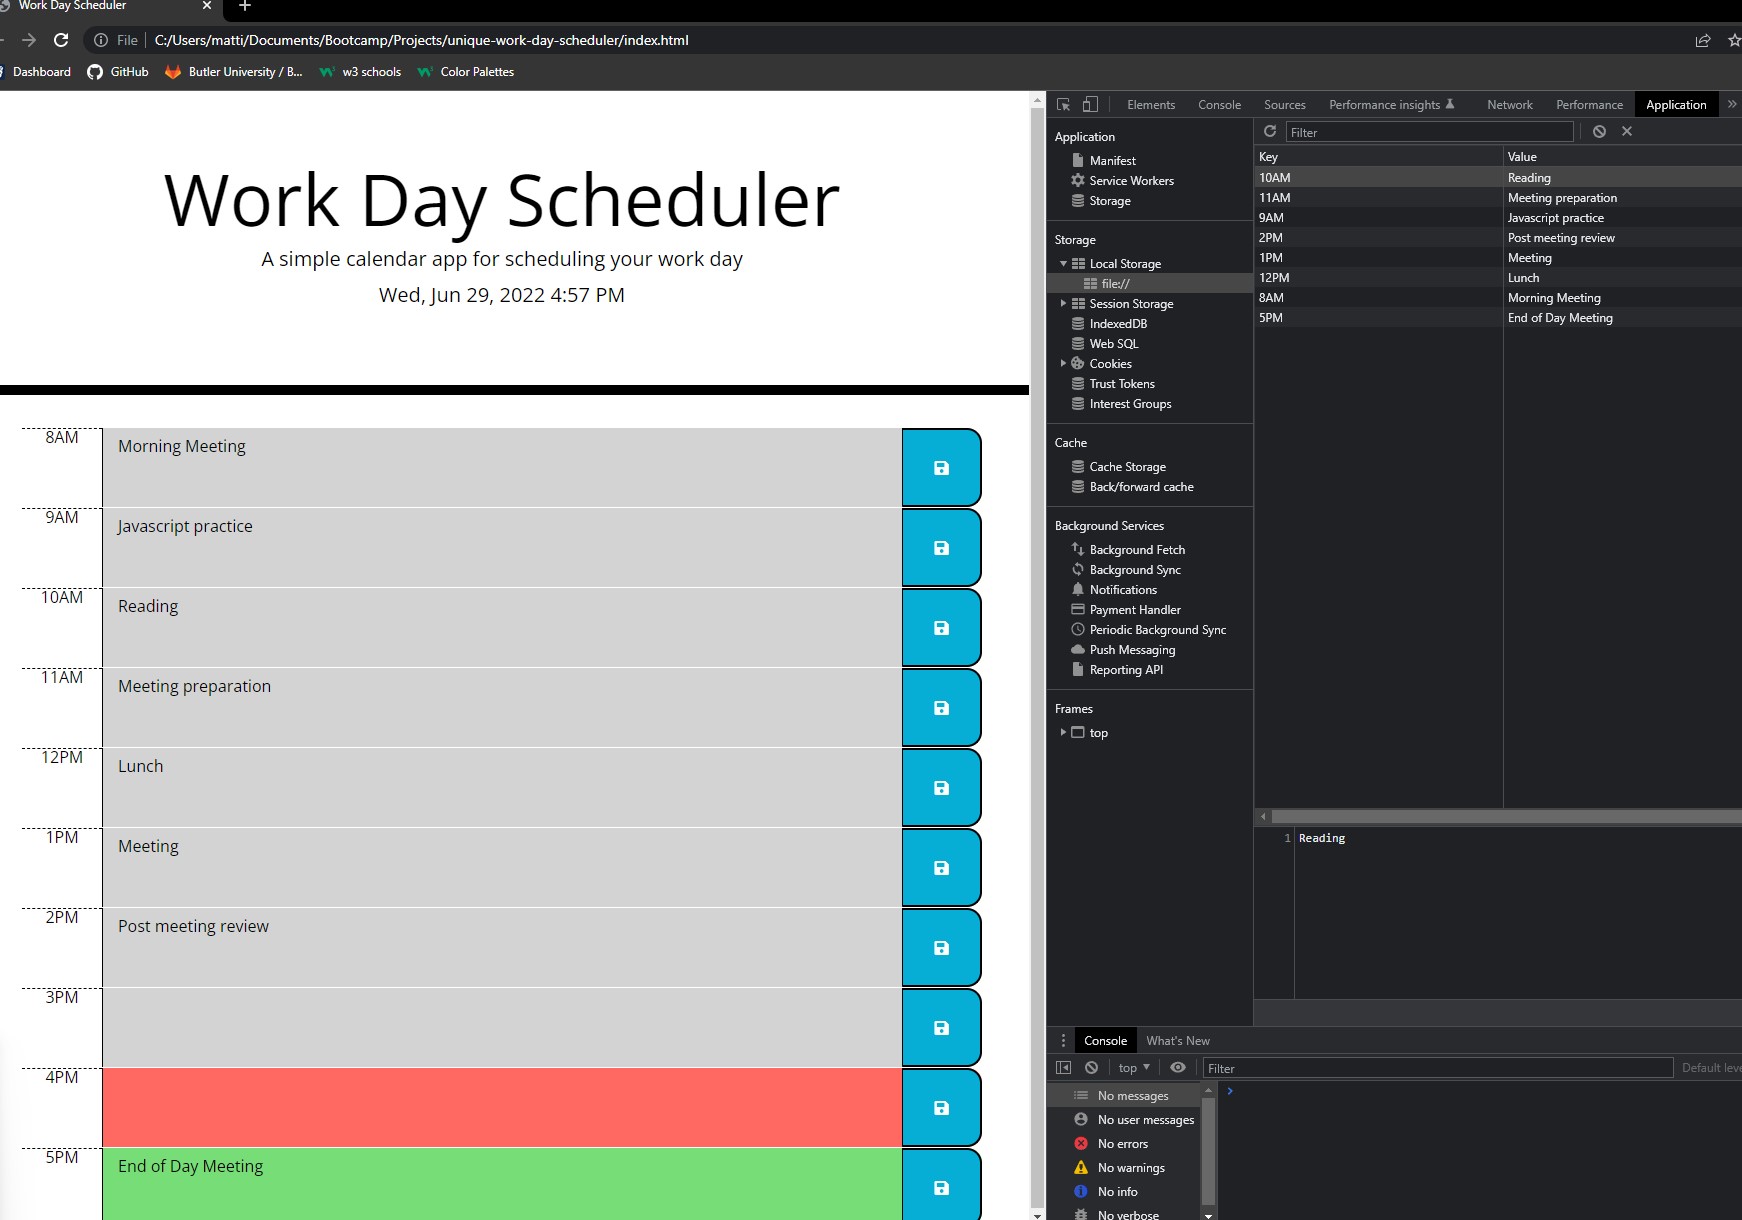 Work Day Scheduler
File C:/Users/matti/Documents/Bootcamp/Projects/unique-work-day-scheduler/index.html
Dashboard GitHub Butler University / B... w3 schools Color Palettes
Work Day Scheduler
A simple calendar app for scheduling your work day
Wed, Jun 29, 2022 4:57 PM
8AM Morning Meeting
9AM Javascript practice
10AM Reading
11AM Meeting preparation
12PM Lunch
1PM Meeting
2PM Post meeting review
3PM
4PM
5PM End of Day Meeting
Elements Console Sources Performance insights Network Performance Application
Application
Manifest
Service Workers
Storage
Storage
Local Storage
file://
Session Storage
IndexedDB
Web SQL
Cookies
Trust Tokens
Interest Groups
Cache
Cache Storage
Back/forward cache
Background Services
Background Fetch
Background Sync
Notifications
Payment Handler
Periodic Background Sync
Push Messaging
Reporting API
Frames
top
Filter
Key Value
10AM Reading
11AM Meeting preparation
9AM Javascript practice
2PM Post meeting review
1PM Meeting
12PM Lunch
8AM Morning Meeting
5PM End of Day Meeting
1 Reading
Console What's New
top Filter Default leve
No messages
No user messages
No errors
No warnings
No info
No verbose